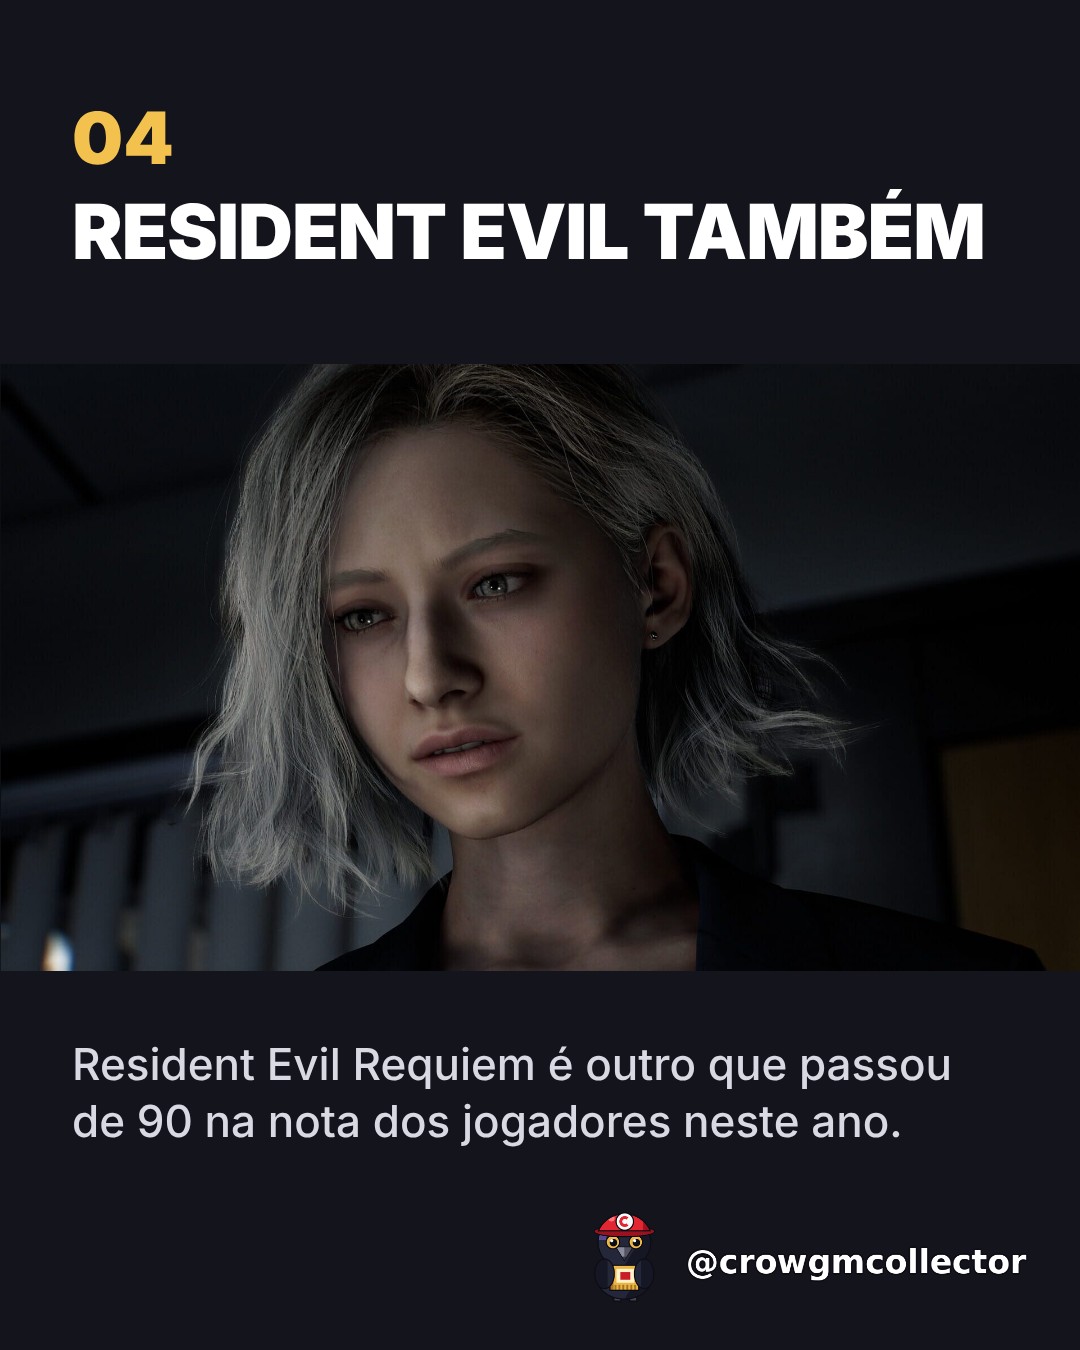 04
RESIDENT EVIL TAMBÉM
Resident Evil Requiem é outro que passou
de 90 na nota dos jogadores neste ano.
C
@crowgmcollector